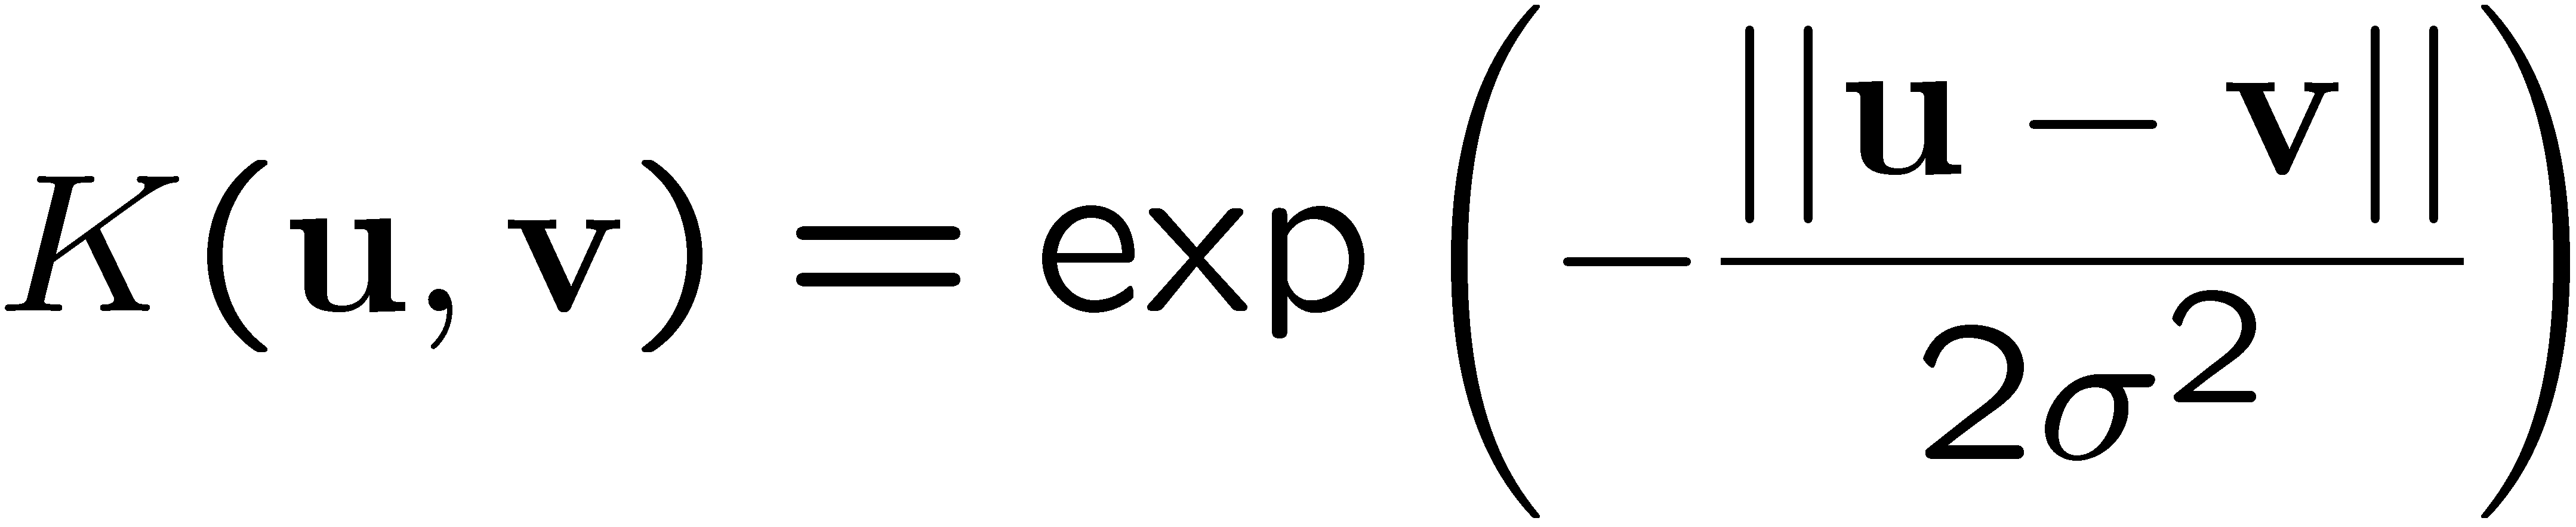 K(u, v) = exp(−||u − v|| / 2σ²)